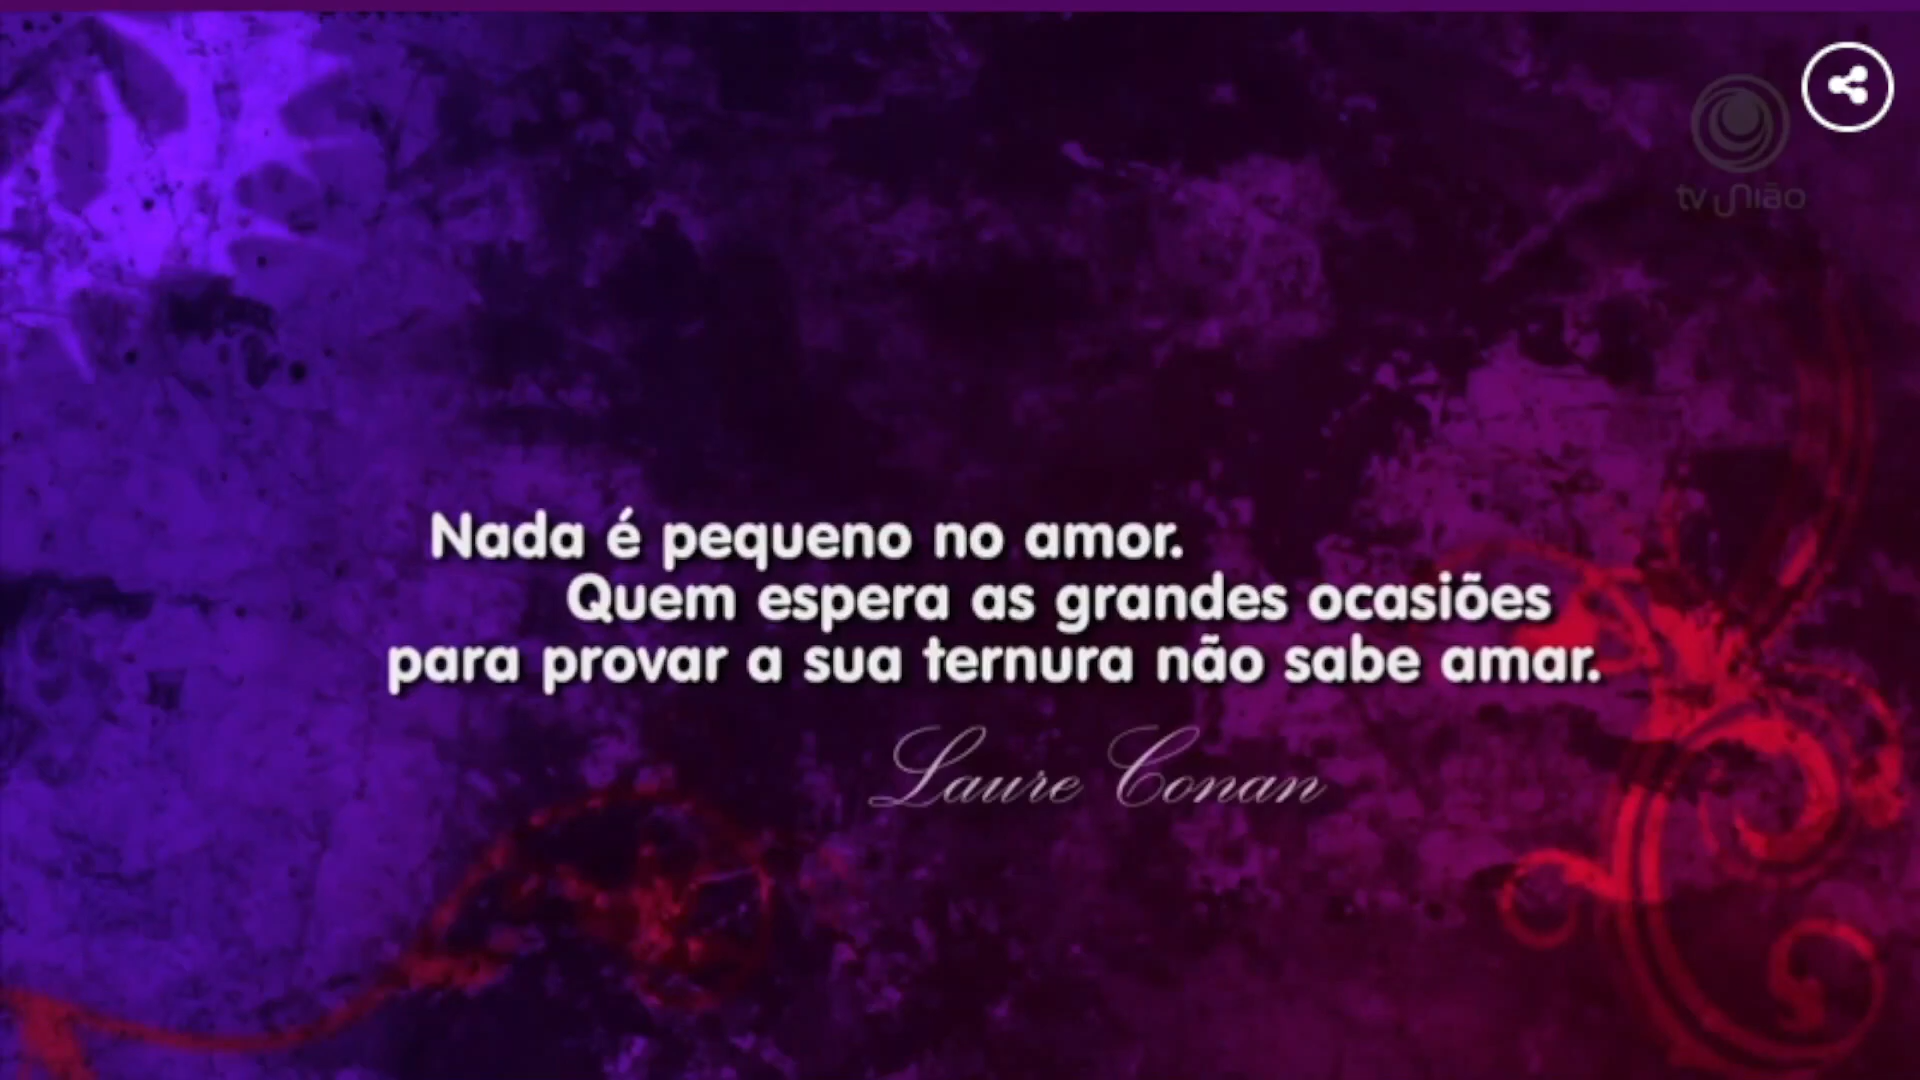 tv União
Nada é pequeno no amor.
Quem espera as grandes ocasiões
para provar a sua ternura não sabe amar.
Laure Conan